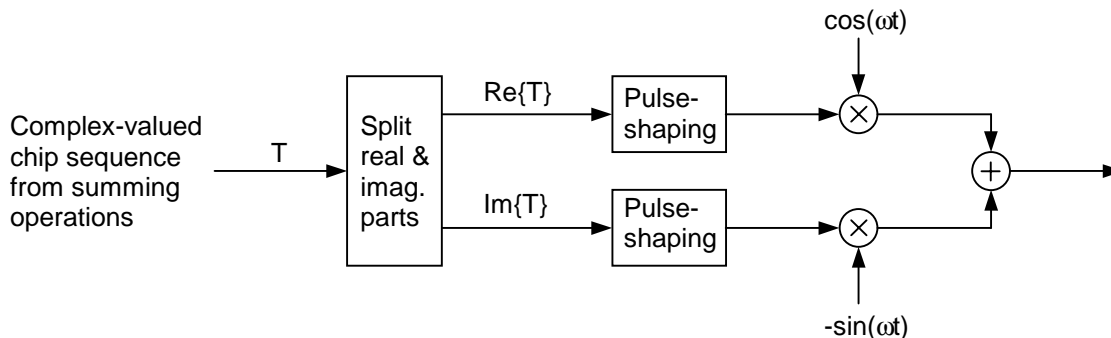 cos(ωt)
Complex-valued
chip sequence
from summing
operations
T
Split
real &
imag.
parts
Re{T}
Pulse-
shaping
Im{T}
Pulse-
shaping
-sin(ωt)